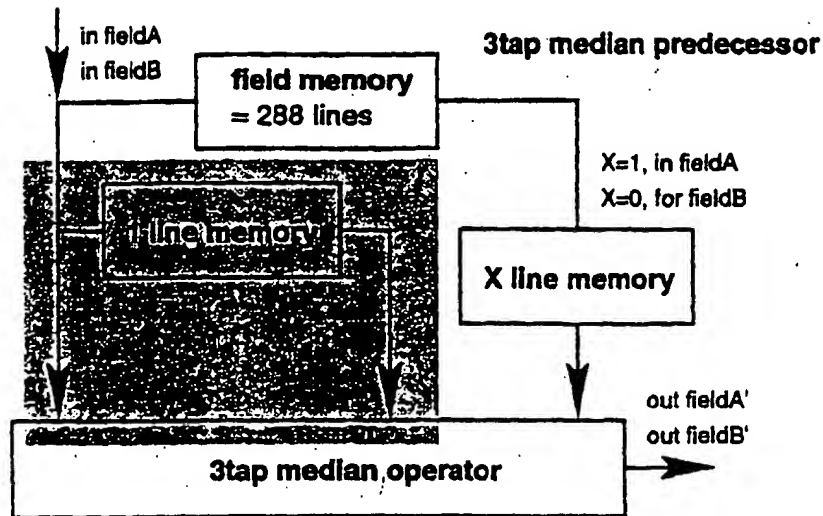 in fieldA
in fieldB
3tap median predecessor
field memory
= 288 lines
X=1, in fieldA
X=0, for fieldB
1 line memory
X line memory
out fieldA'
out fieldB'
3tap median operator